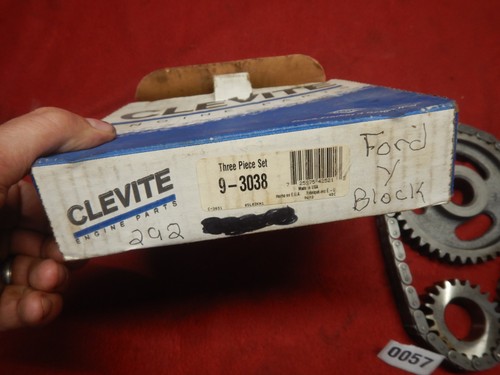 CLEVITE
CLEVITE
ENGINE PARTS
Three Piece Set
9-3038
Made in USA
292
Ford
Y
Block
0057